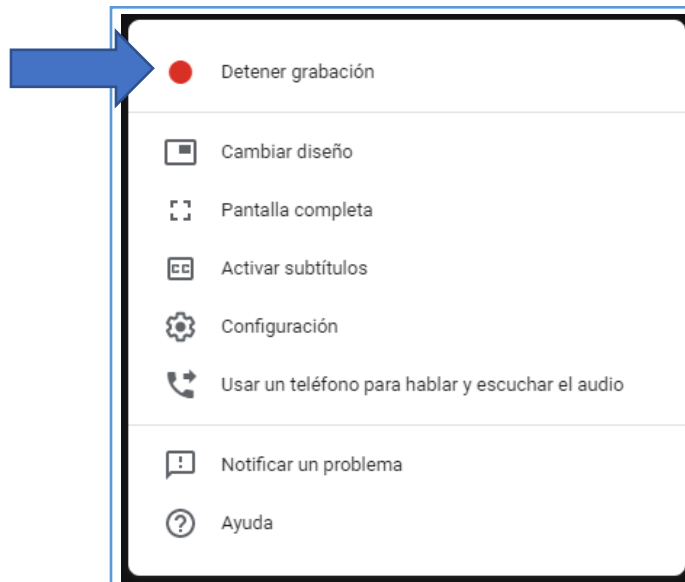 Detener grabación
Cambiar diseño
Pantalla completa
Activar subtítulos
Configuración
Usar un teléfono para hablar y escuchar el audio
Notificar un problema
Ayuda